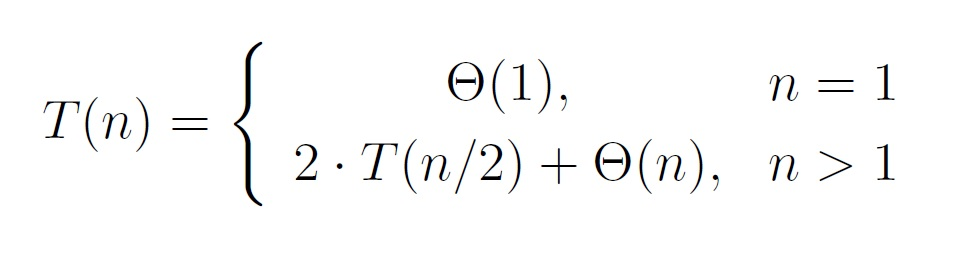 T(n) = { Θ(1), n = 1
2 · T(n/2) + Θ(n), n > 1